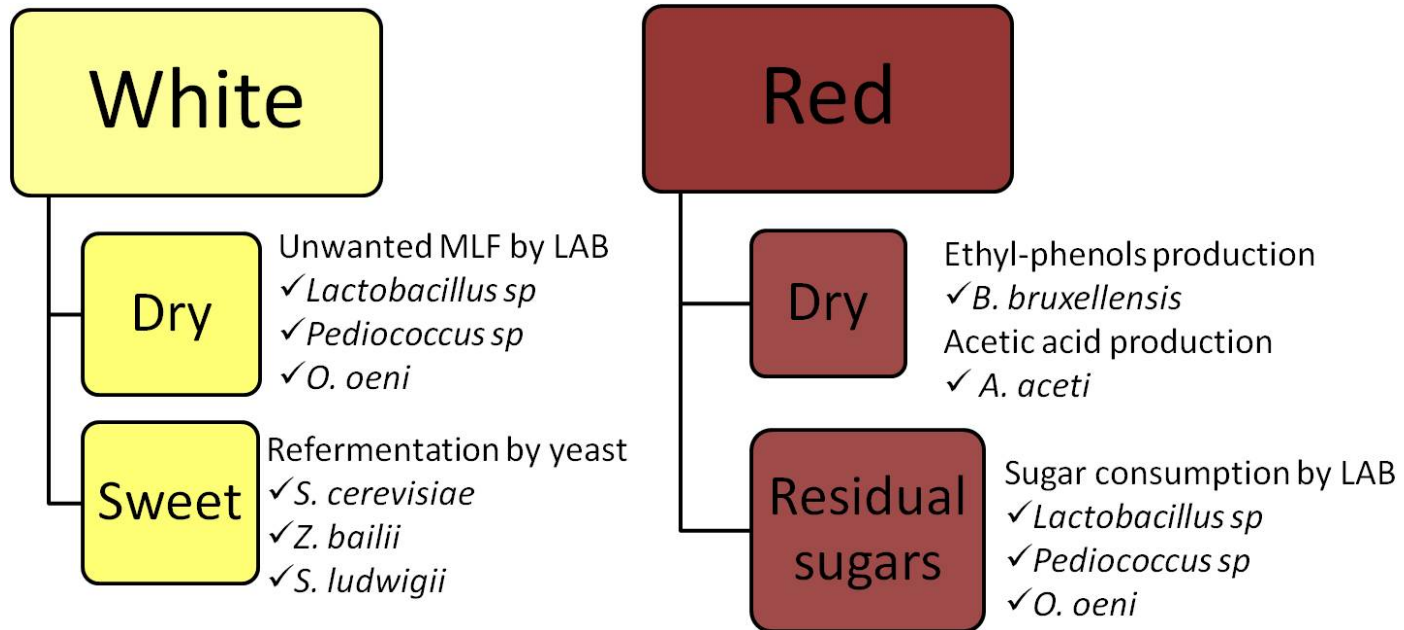 White
Dry
Unwanted MLF by LAB
✓Lactobacillus sp
✓Pediococcus sp
✓O. oeni
Sweet
Refermentation by yeast
✓S. cerevisiae
✓Z. bailii
✓S. ludwigii
Red
Dry
Ethyl-phenols production
✓B. bruxellensis
Acetic acid production
✓ A. aceti
Residual
sugars
Sugar consumption by LAB
✓Lactobacillus sp
✓Pediococcus sp
✓O. oeni